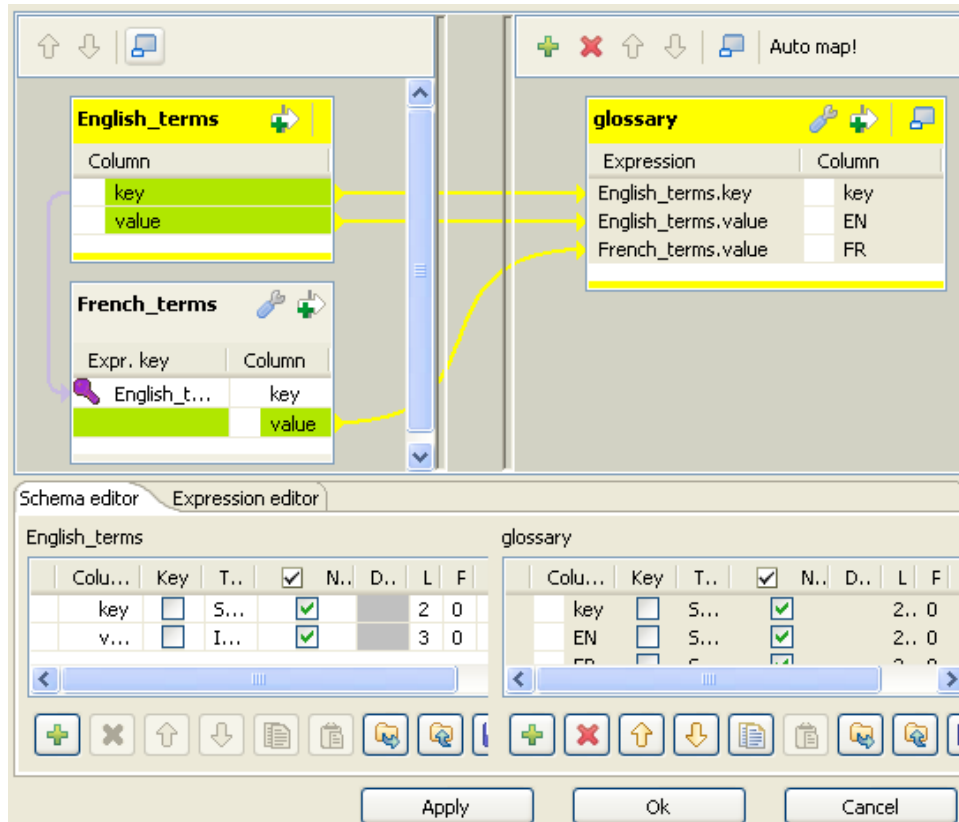 Auto map!
English_terms
Column
key
value
French_terms
Expr. key Column
English_t... key
value
glossary
Expression Column
English_terms.key key
English_terms.value EN
French_terms.value FR
Schema editor Expression editor
English_terms
Colu... Key T.. N.. D.. L F
key S... 2 0
v... I... 3 0
glossary
Colu... Key T.. N.. D.. L F
key S... 2.. 0
EN S... 2.. 0
Apply Ok Cancel